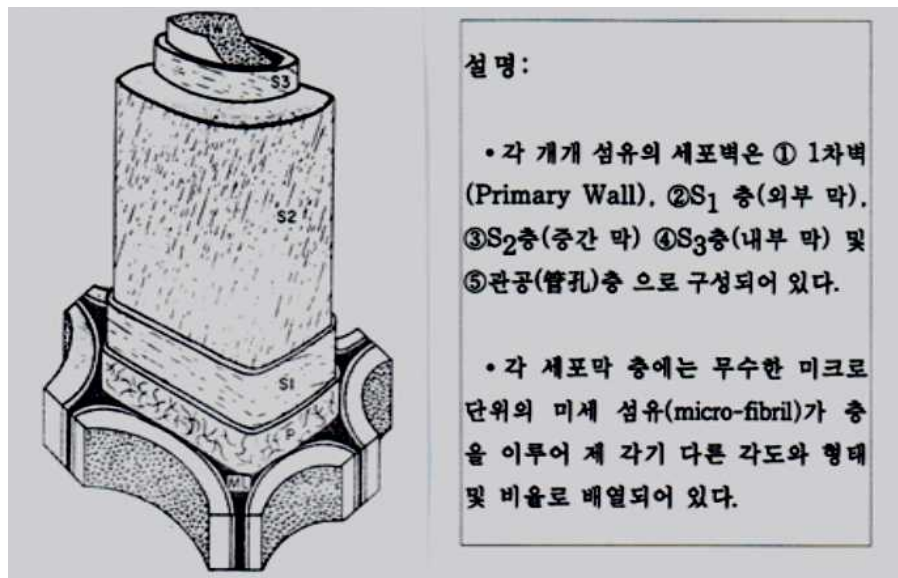 W
S3
S2
S1
P
ML
설명:
• 각 개개 섬유의 세포벽은 ① 1차벽
(Primary Wall), ②S1 층(외부 막),
③S2층(중간 막) ④S3층(내부 막) 및
⑤관공(管孔)층 으로 구성되어 있다.
• 각 세포막 층에는 무수한 미크로
단위의 미세 섬유(micro-fibril)가 층
을 이루어 제 각기 다른 각도와 형태
및 비율로 배열되어 있다.